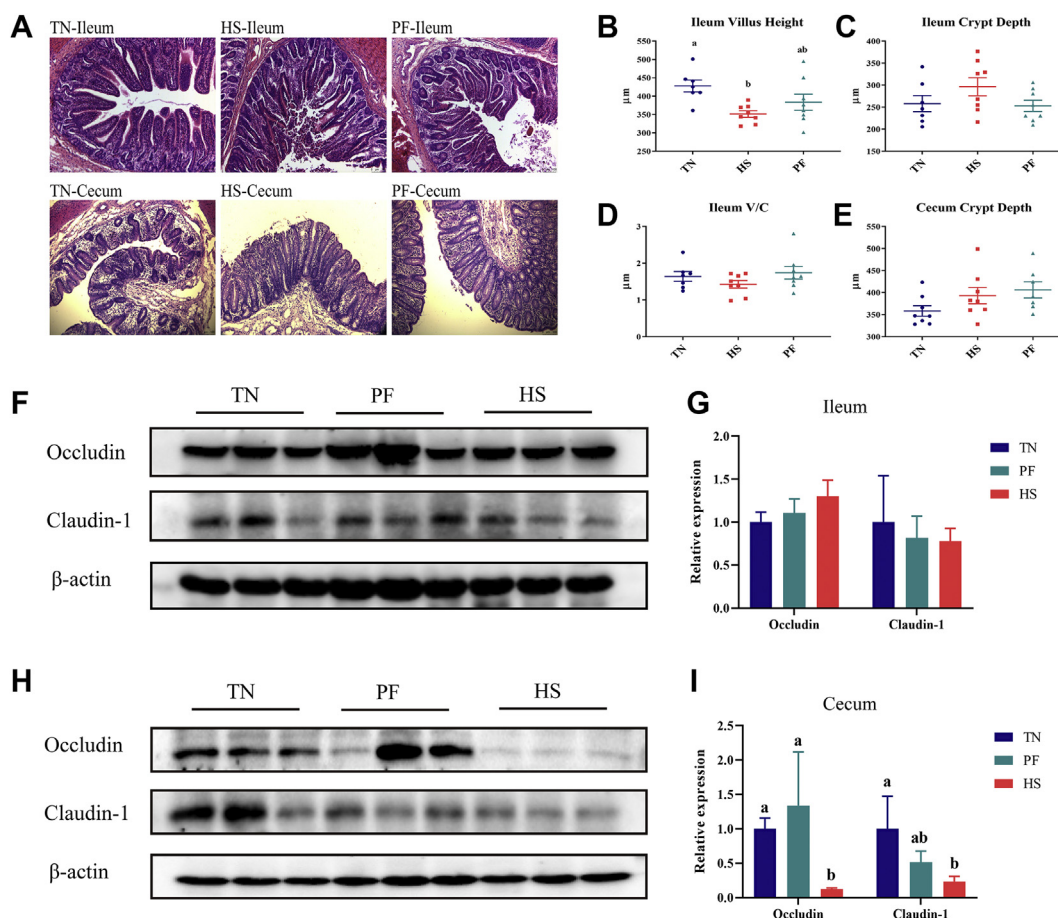 A
TN-Ileum HS-Ileum PF-Ileum
TN-Cecum HS-Cecum PF-Cecum
B
Ileum Villus Height
μm
550
500
450
400
350
300
250
a
b
ab
TN HS PF
C
Ileum Crypt Depth
μm
400
350
300
250
200
150
TN HS PF
D
Ileum V/C
μm
3
2
1
0
TN HS PF
E
Cecum Crypt Depth
μm
550
500
450
400
350
300
TN HS PF
F
TN PF HS
Occludin
Claudin-1
β-actin
G
Ileum
Relative expression
2.0
1.5
1.0
0.5
0.0
Occludin Claudin-1
TN
PF
HS
H
TN PF HS
Occludin
Claudin-1
β-actin
I
Cecum
Relative expression
2.5
2.0
1.5
1.0
0.5
0.0
a
a
b
a
ab
b
Occludin Claudin-1
TN
PF
HS